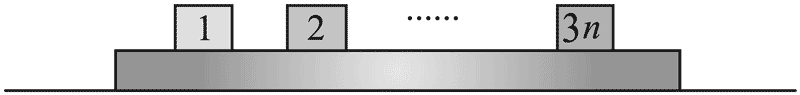 1 2 ...... 3n